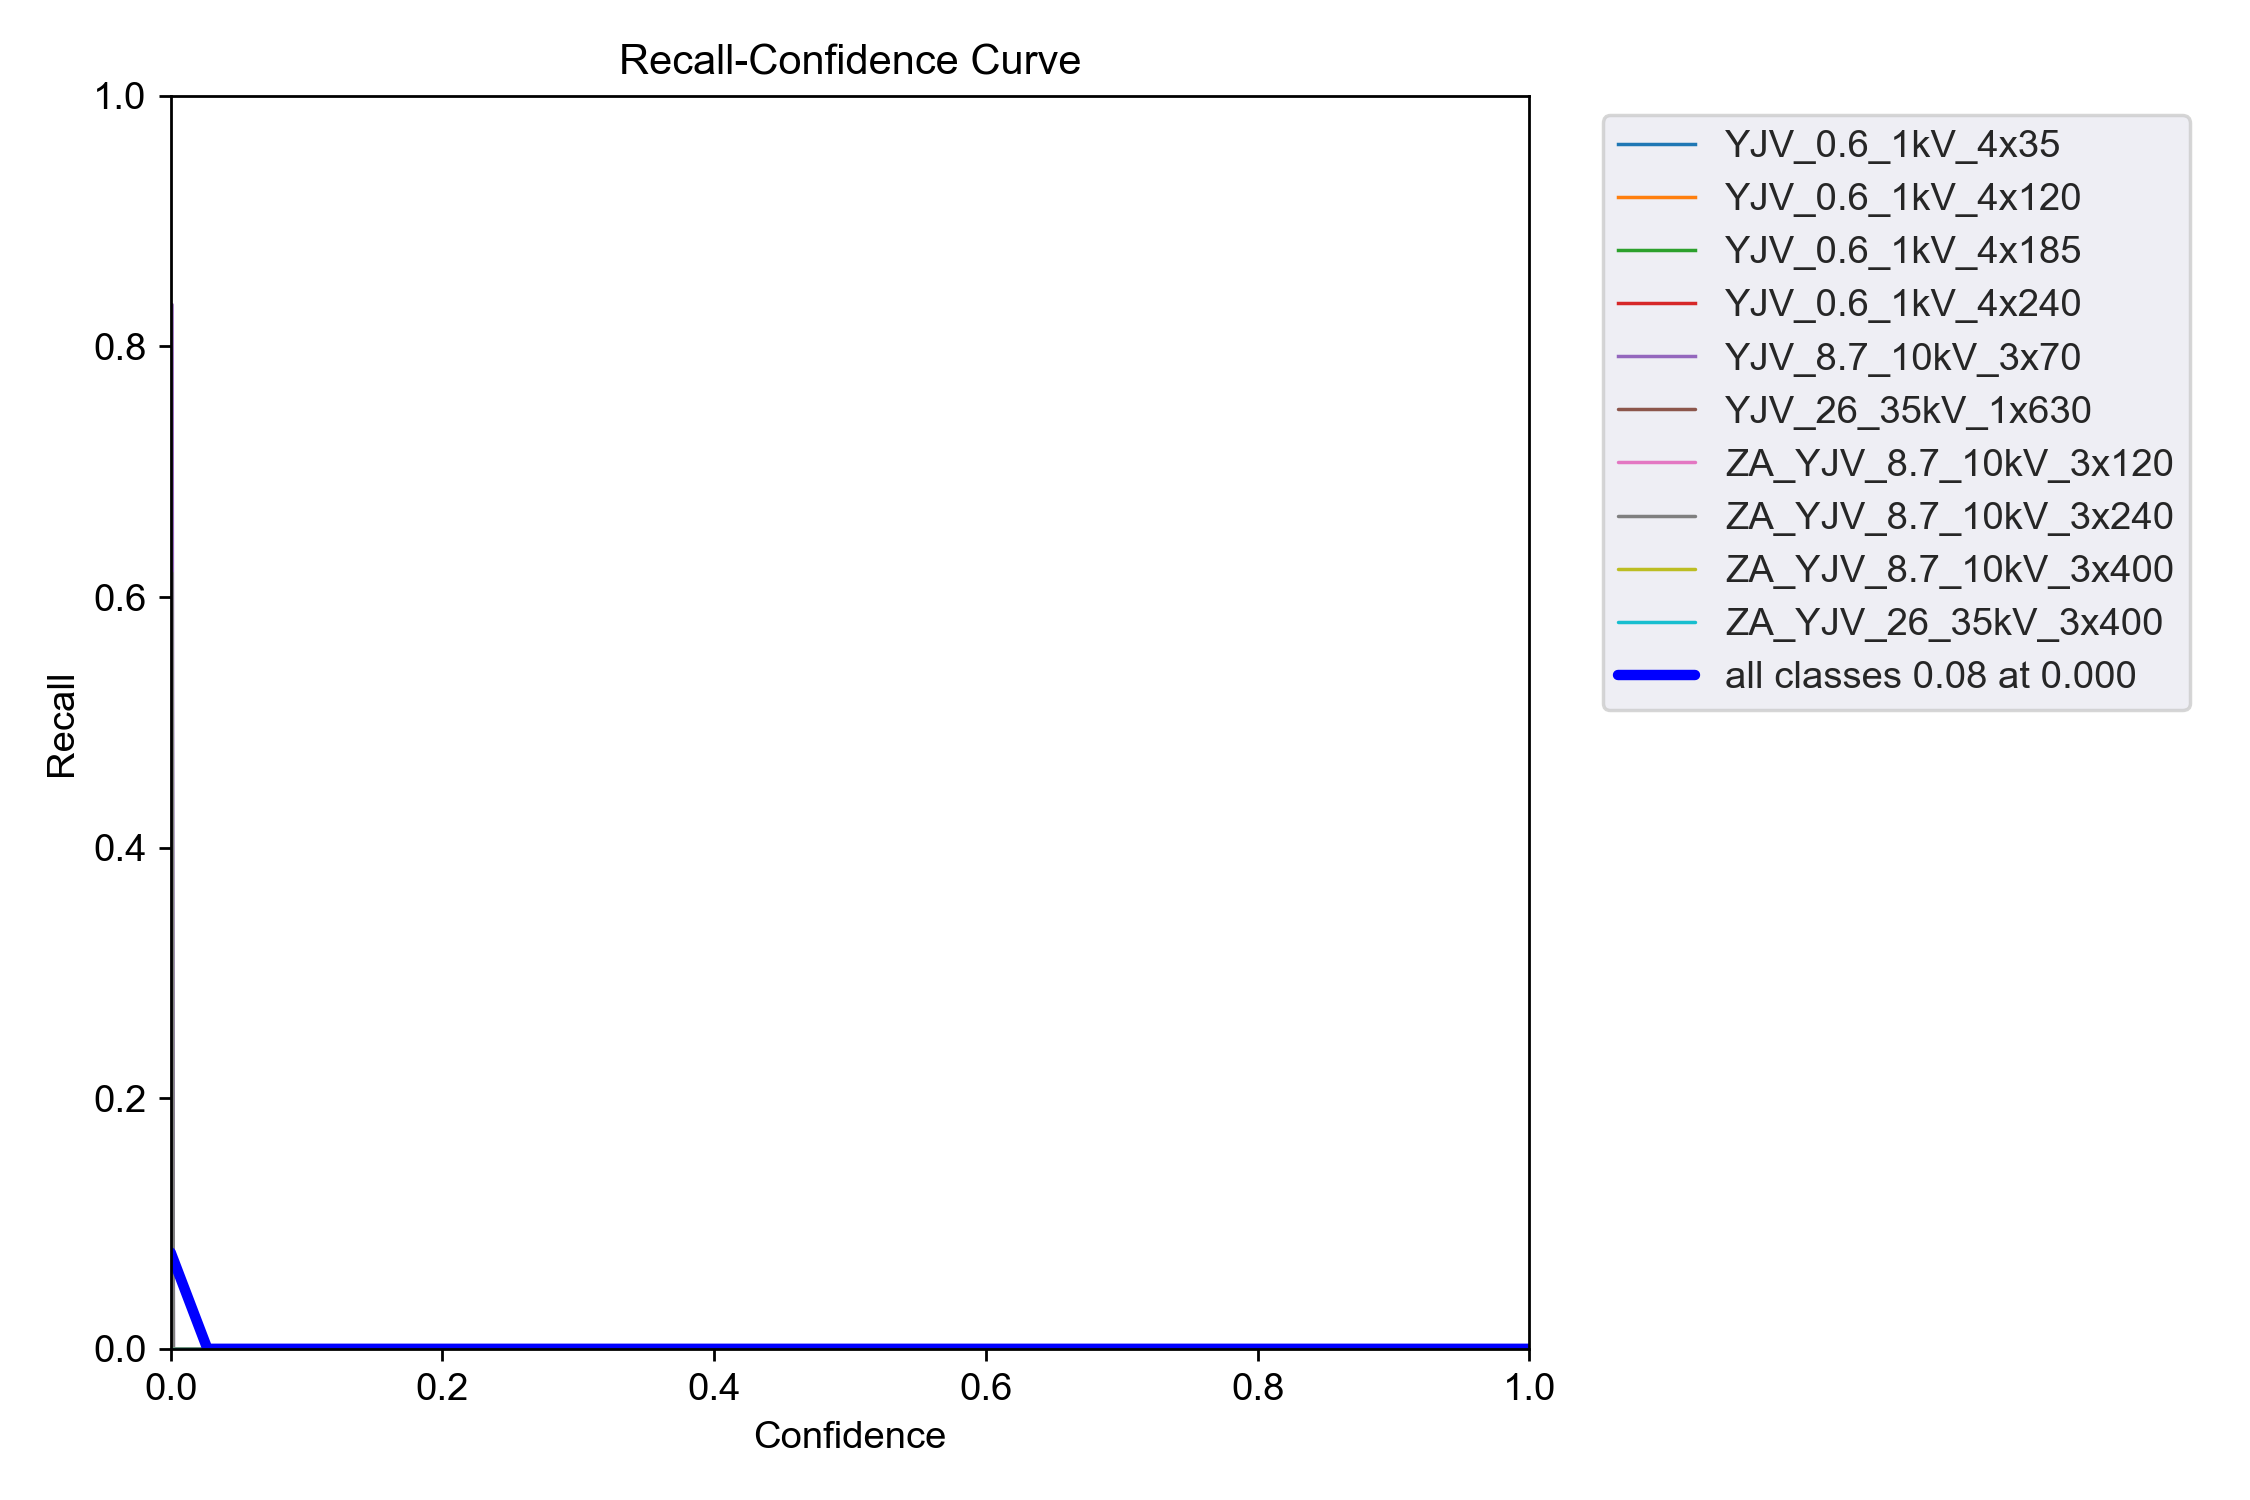 Recall-Confidence Curve
1.0
0.8
0.6
0.4
0.2
0.0
Recall
0.0 0.2 0.4 0.6 0.8 1.0
Confidence
YJV_0.6_1kV_4x35
YJV_0.6_1kV_4x120
YJV_0.6_1kV_4x185
YJV_0.6_1kV_4x240
YJV_8.7_10kV_3x70
YJV_26_35kV_1x630
ZA_YJV_8.7_10kV_3x120
ZA_YJV_8.7_10kV_3x240
ZA_YJV_8.7_10kV_3x400
ZA_YJV_26_35kV_3x400
all classes 0.08 at 0.000